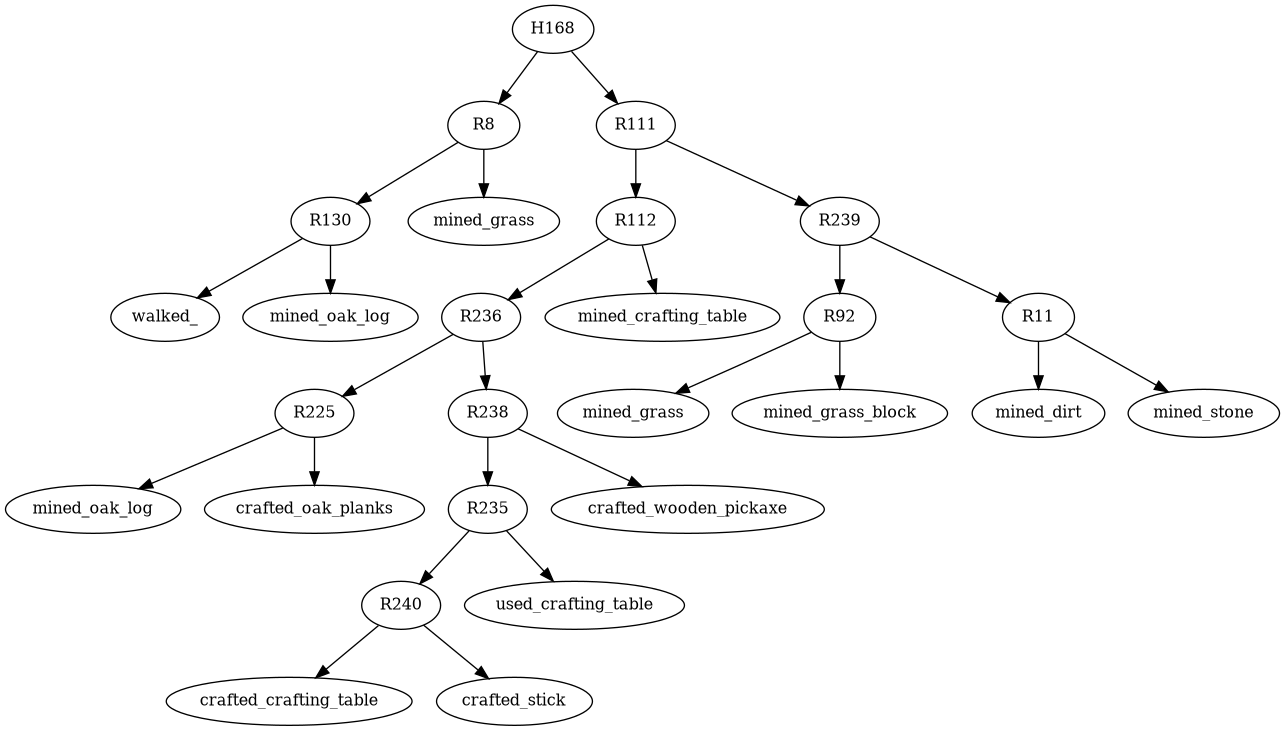 H168
R8
R111
R130
mined_grass
R112
R239
walked_
mined_oak_log
R236
mined_crafting_table
R92
R11
R225
R238
mined_grass
mined_grass_block
mined_dirt
mined_stone
mined_oak_log
crafted_oak_planks
R235
crafted_wooden_pickaxe
R240
used_crafting_table
crafted_crafting_table
crafted_stick